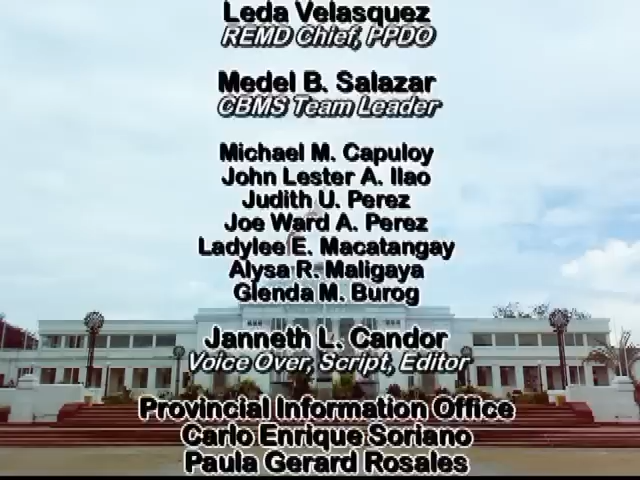 Leda Velasquez
REMD Chief, PPDO
Medel B. Salazar
CBMS Team Leader
Michael M. Capuloy
John Lester A. Ilao
Judith U. Perez
Joe Ward A. Perez
Ladylee E. Macatangay
Alysa R. Maligaya
Glenda M. Burog
Janneth L. Candor
Voice Over, Script, Editor
Provincial Information Office
Carlo Enrique Soriano
Paula Gerard Rosales